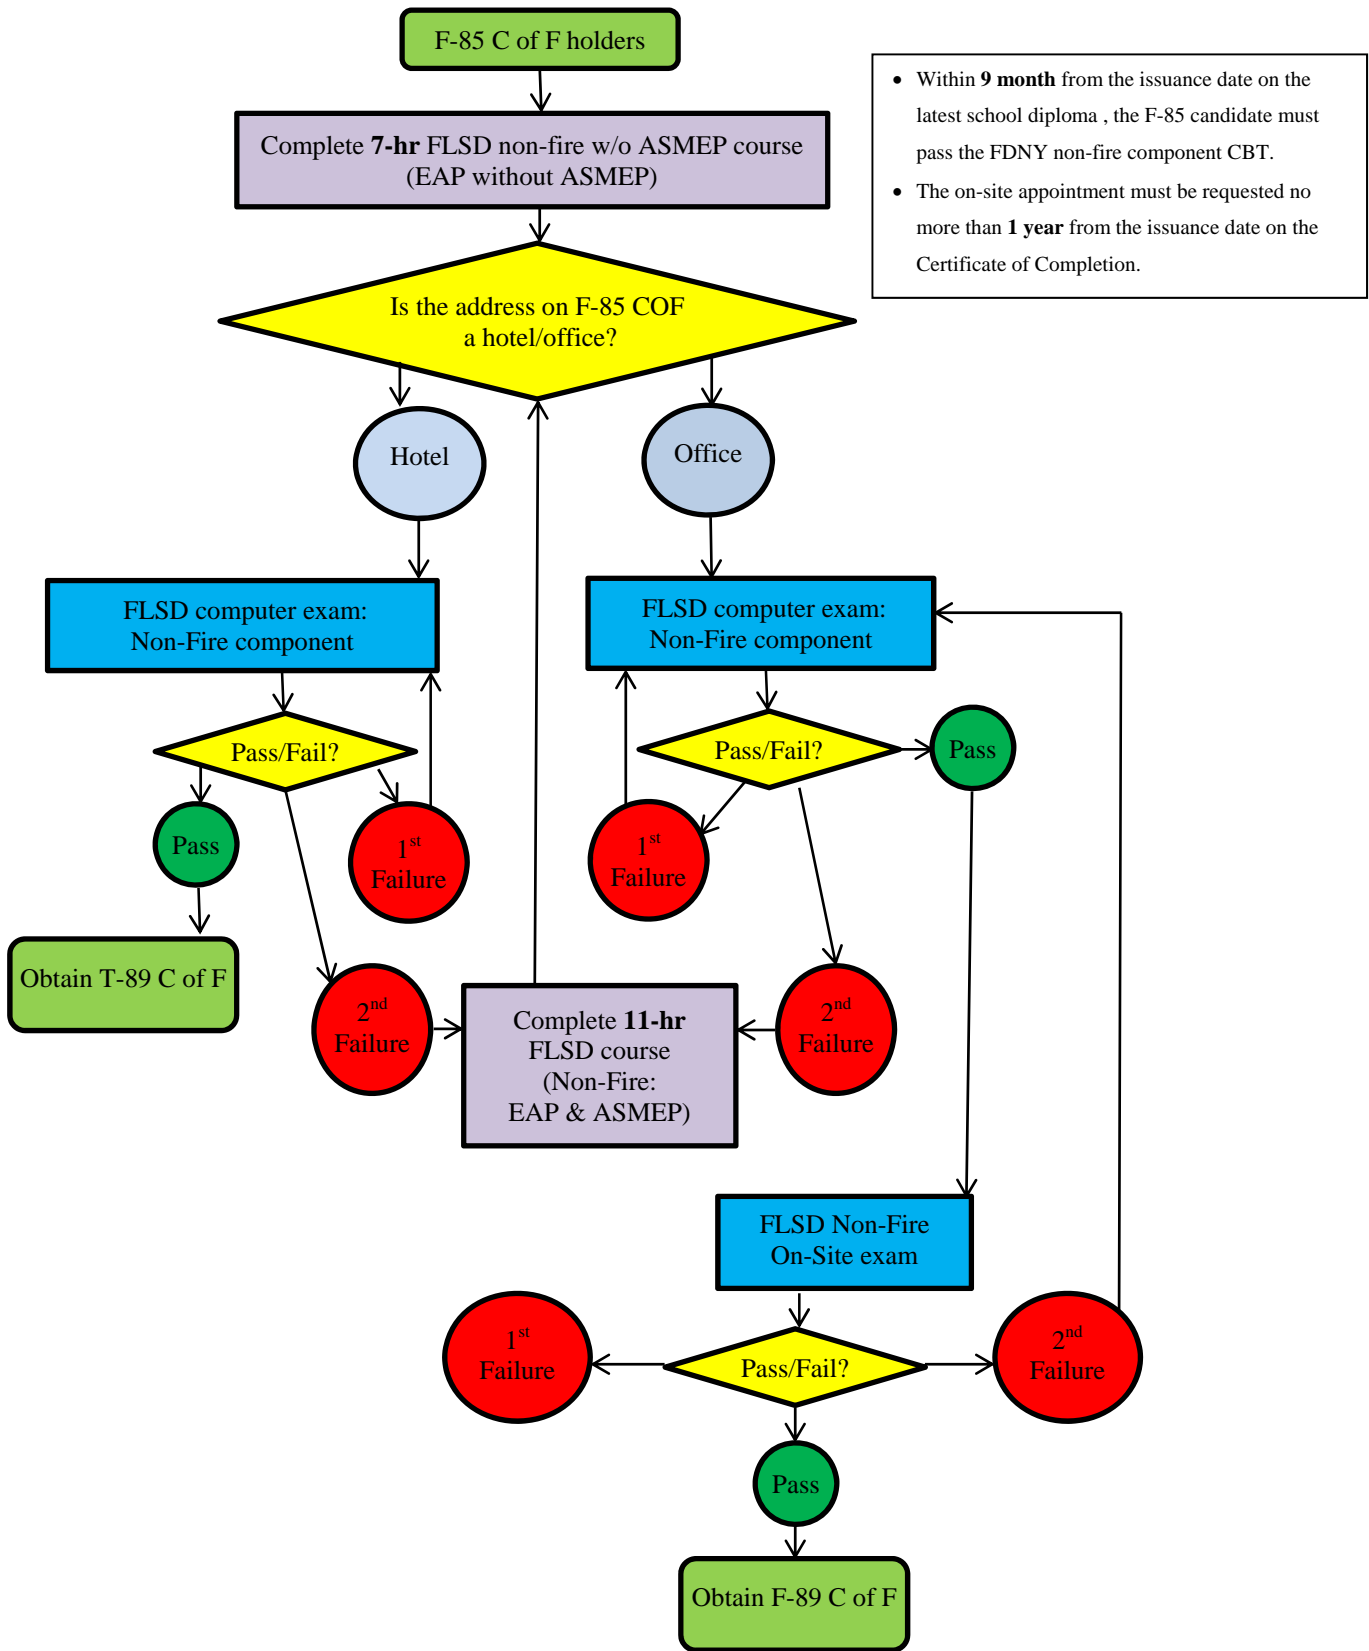 F-85 C of F holders
• Within 9 month from the issuance date on the
latest school diploma , the F-85 candidate must
pass the FDNY non-fire component CBT.
• The on-site appointment must be requested no
more than 1 year from the issuance date on the
Certificate of Completion.
Complete 7-hr FLSD non-fire w/o ASMEP course
(EAP without ASMEP)
Is the address on F-85 COF
a hotel/office?
Hotel
Office
FLSD computer exam:
Non-Fire component
FLSD computer exam:
Non-Fire component
Pass/Fail?
Pass/Fail?
Pass
Pass
1st
Failure
1st
Failure
Obtain T-89 C of F
2nd
Failure
Complete 11-hr
FLSD course
(Non-Fire:
EAP & ASMEP)
2nd
Failure
FLSD Non-Fire
On-Site exam
1st
Failure
Pass/Fail?
2nd
Failure
Pass
Obtain F-89 C of F